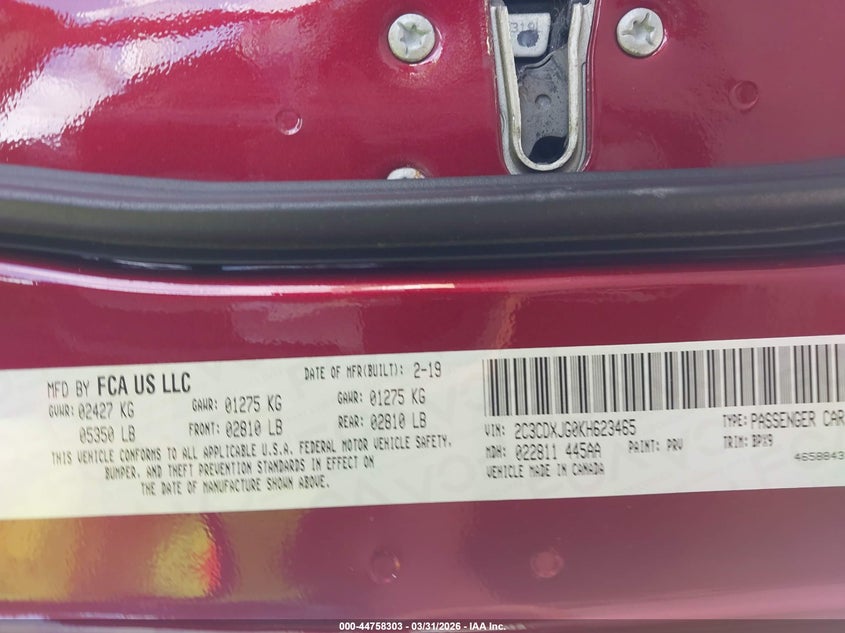 310
MFD BY FCA US LLC
DATE OF MFR(BUILT): 2-19
GVWR: 02427 KG
GAWR: 01275 KG
01275 KG
05350 LB
FRONT: 02810 LB
REAR: 02810 LB
THIS VEHICLE CONFORMS TO ALL APPLICABLE U.S.A. FEDERAL MOTOR VEHICLE SAFETY,
BUMPER, AND THEFT PREVENTION STANDARDS IN EFFECT ON
THE DATE OF MANUFACTURE SHOWN ABOVE.
VIN: 2C3CDXJG0KH623465
TYPE: PASSENGER CAR
MDH: 022811 445AA
PAINT: PRV
TRIM: BPX9
VEHICLE MADE IN CANADA
4658843
000-44758303 — 03/31/2026 — IAA Inc.